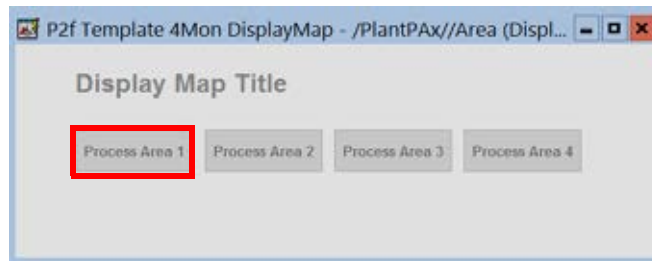 P2f Template 4Mon DisplayMap - /PlantPAx//Area (Displ...
Display Map Title
Process Area 1 Process Area 2 Process Area 3 Process Area 4